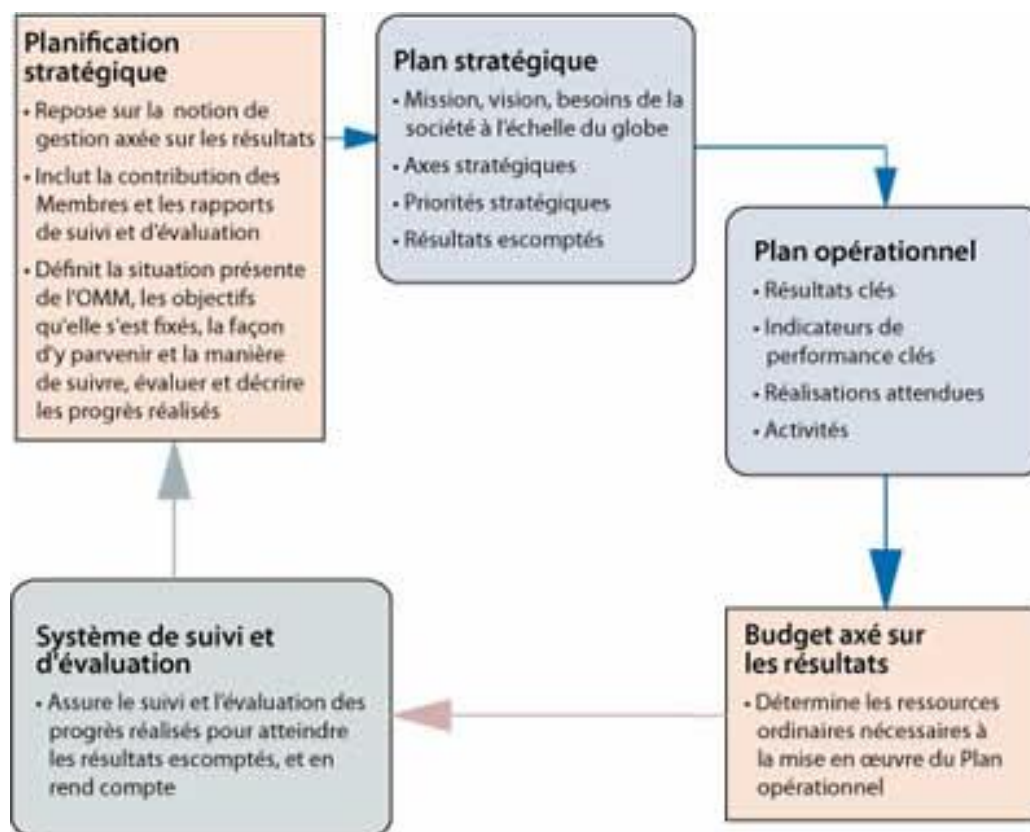 Planification
stratégique
• Repose sur la notion de
gestion axée sur les résultats
• Inclut la contribution des
Membres et les rapports
de suivi et d'évaluation
• Définit la situation présente
de l'OMM, les objectifs
qu'elle s'est fixés, la façon
d'y parvenir et la manière
de suivre, évaluer et décrire
les progrès réalisés
Plan stratégique
• Mission, vision, besoins de la
société à l'échelle du globe
• Axes stratégiques
• Priorités stratégiques
• Résultats escomptés
Plan opérationnel
• Résultats clés
• Indicateurs de
performance clés
• Réalisations attendues
• Activités
Budget axé sur
les résultats
• Détermine les ressources
ordinaires nécessaires à
la mise en œuvre du Plan
opérationnel
Système de suivi et
d'évaluation
• Assure le suivi et l'évaluation des
progrès réalisés pour atteindre
les résultats escomptés, et en
rend compte